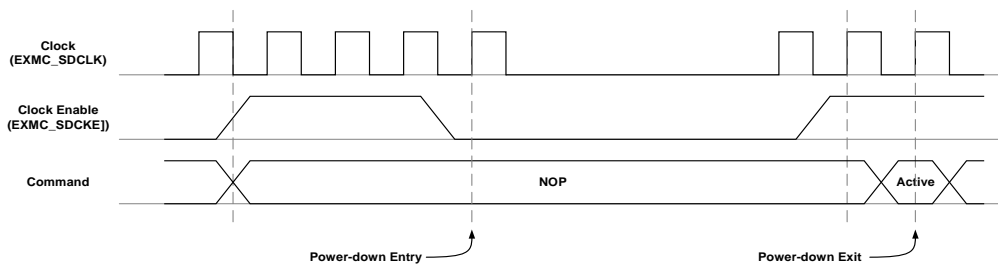 Clock
(EXMC_SDCLK)
Clock Enable
(EXMC_SDCKE])
Command
NOP
Active
Power-down Entry
Power-down Exit